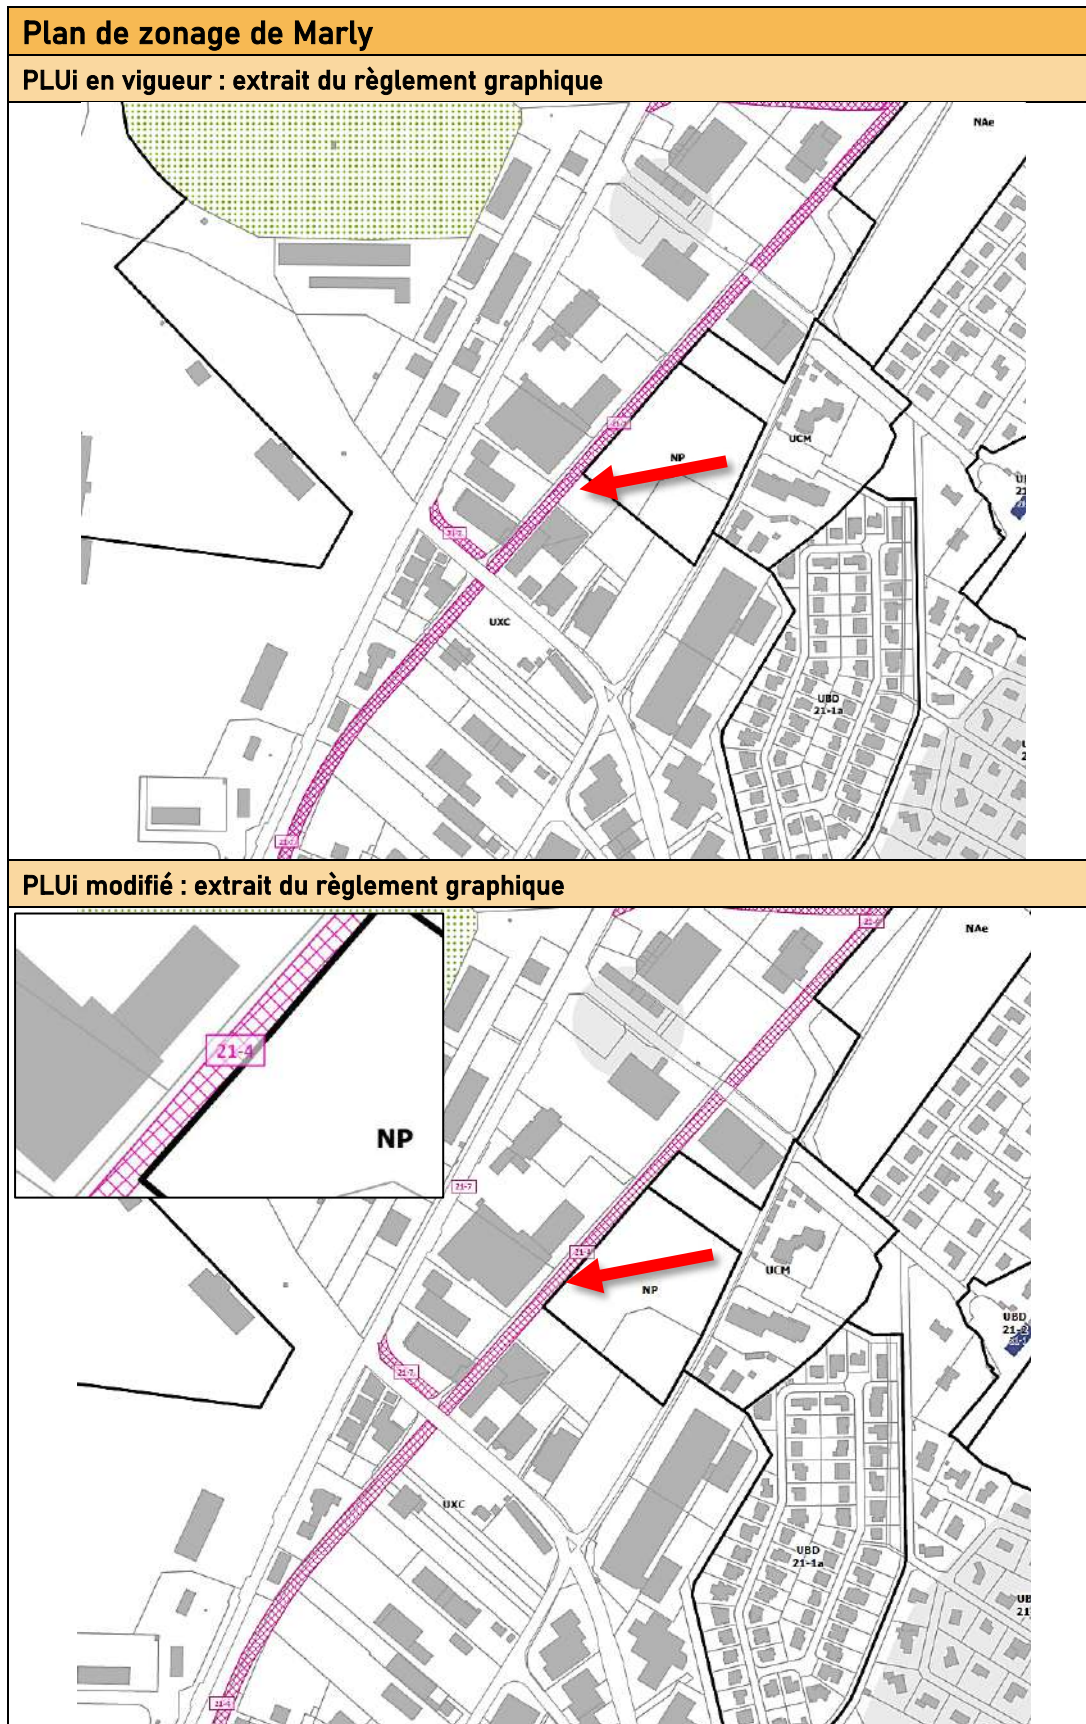 Plan de zonage de Marly
PLUi en vigueur : extrait du règlement graphique
NAe
UCM
NP
UXC
UBD
21-1a
PLUi modifié : extrait du règlement graphique
NAe
21-4
NP
21-7
UCM
NP
UBD
21-2
21-7
UXC
UBD
21-1a
21-4